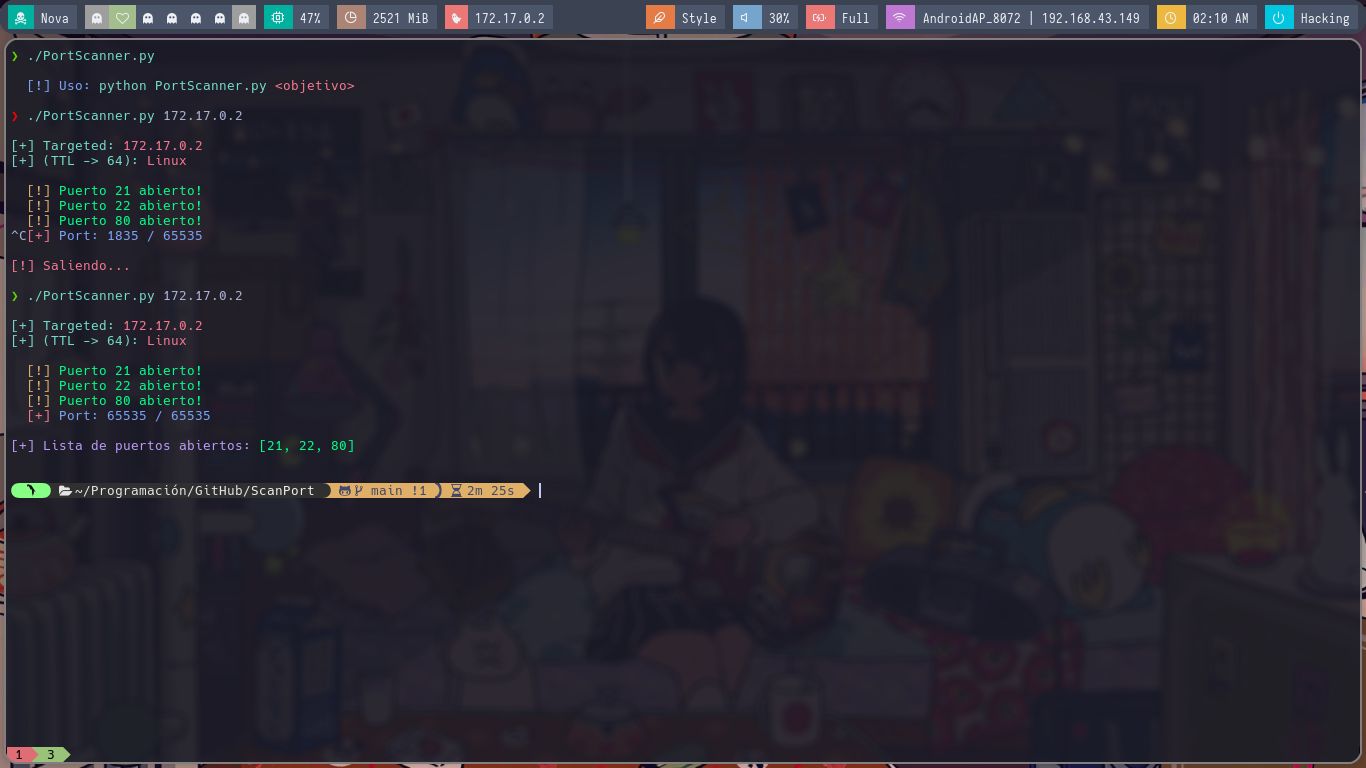 Nova 47% 2521 MiB 172.17.0.2 Style 30% Full AndroidAP_8072 | 192.168.43.149 02:10 AM Hacking
❯ ./PortScanner.py
[!] Uso: python PortScanner.py <objetivo>
❯ ./PortScanner.py 172.17.0.2
[+] Targeted: 172.17.0.2
[+] (TTL -> 64): Linux
[!] Puerto 21 abierto!
[!] Puerto 22 abierto!
[!] Puerto 80 abierto!
^C[+] Port: 1835 / 65535
[!] Saliendo...
❯ ./PortScanner.py 172.17.0.2
[+] Targeted: 172.17.0.2
[+] (TTL -> 64): Linux
[!] Puerto 21 abierto!
[!] Puerto 22 abierto!
[!] Puerto 80 abierto!
[+] Port: 65535 / 65535
[+] Lista de puertos abiertos: [21, 22, 80]
~/Programación/GitHub/ScanPort main !1 2m 25s
1 3